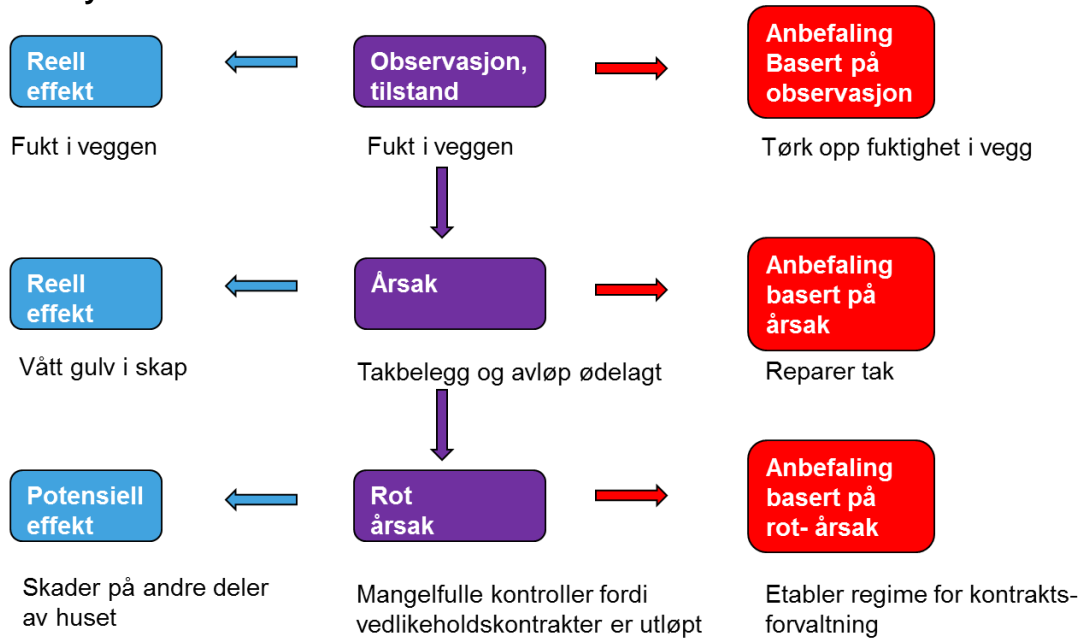 Reell
effekt
Observasjon,
tilstand
Anbefaling
Basert på
observasjon
Fukt i veggen
Fukt i veggen
Tørk opp fuktighet i vegg
Reell
effekt
Årsak
Anbefaling
basert på
årsak
Vått gulv i skap
Takbelegg og avløp ødelagt
Reparer tak
Potensiell
effekt
Rot
årsak
Anbefaling
basert på
rot- årsak
Skader på andre deler
av huset
Mangelfulle kontroller fordi
vedlikeholdskontrakter er utløpt
Etabler regime for kontrakts-
forvaltning